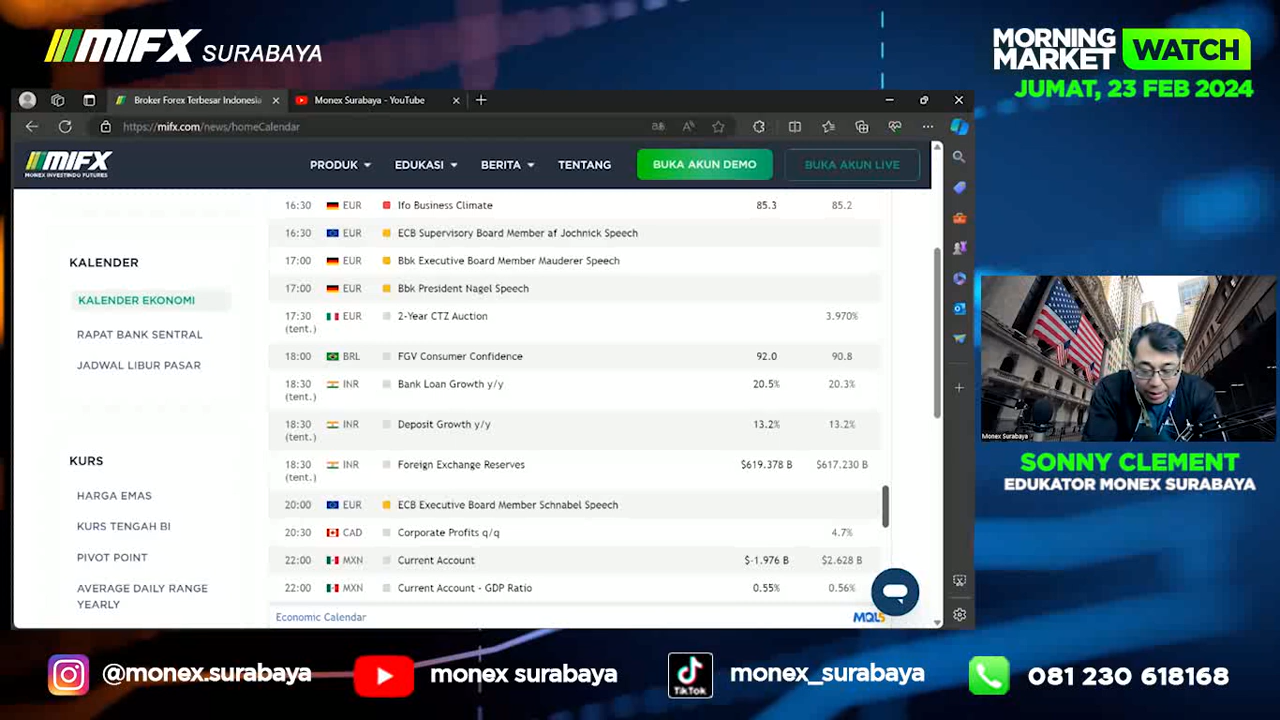 MIFX SURABAYA
MORNING MARKET WATCH
JUMAT, 23 FEB 2024
Broker Forex Terbesar Indonesia
Monex Surabaya - YouTube
https://mifx.com/news/homeCalendar
MIFX
MONEX INVESTINDO FUTURES
PRODUK
EDUKASI
BERITA
TENTANG
BUKA AKUN DEMO
BUKA AKUN LIVE
KALENDER
KALENDER EKONOMI
RAPAT BANK SENTRAL
JADWAL LIBUR PASAR
KURS
HARGA EMAS
KURS TENGAH BI
PIVOT POINT
AVERAGE DAILY RANGE
YEARLY
16:30 EUR Ifo Business Climate 85.3 85.2
16:30 EUR ECB Supervisory Board Member af Jochnick Speech
17:00 EUR Bbk Executive Board Member Mauderer Speech
17:00 EUR Bbk President Nagel Speech
17:30 EUR 2-Year CTZ Auction 3.970%
(tent.)
18:00 BRL FGV Consumer Confidence 92.0 90.8
18:30 INR Bank Loan Growth y/y 20.5% 20.3%
(tent.)
18:30 INR Deposit Growth y/y 13.2% 13.2%
(tent.)
18:30 INR Foreign Exchange Reserves $619.378 B $617.230 B
(tent.)
20:00 EUR ECB Executive Board Member Schnabel Speech
20:30 CAD Corporate Profits q/q 4.7%
22:00 MXN Current Account $-1.976 B $2.628 B
22:00 MXN Current Account - GDP Ratio 0.55% 0.56%
Economic Calendar
MQL5
Monex Surabaya
SONNY CLEMENT
EDUKATOR MONEX SURABAYA
@monex.surabaya
monex surabaya
TikTok
monex_surabaya
081 230 618168